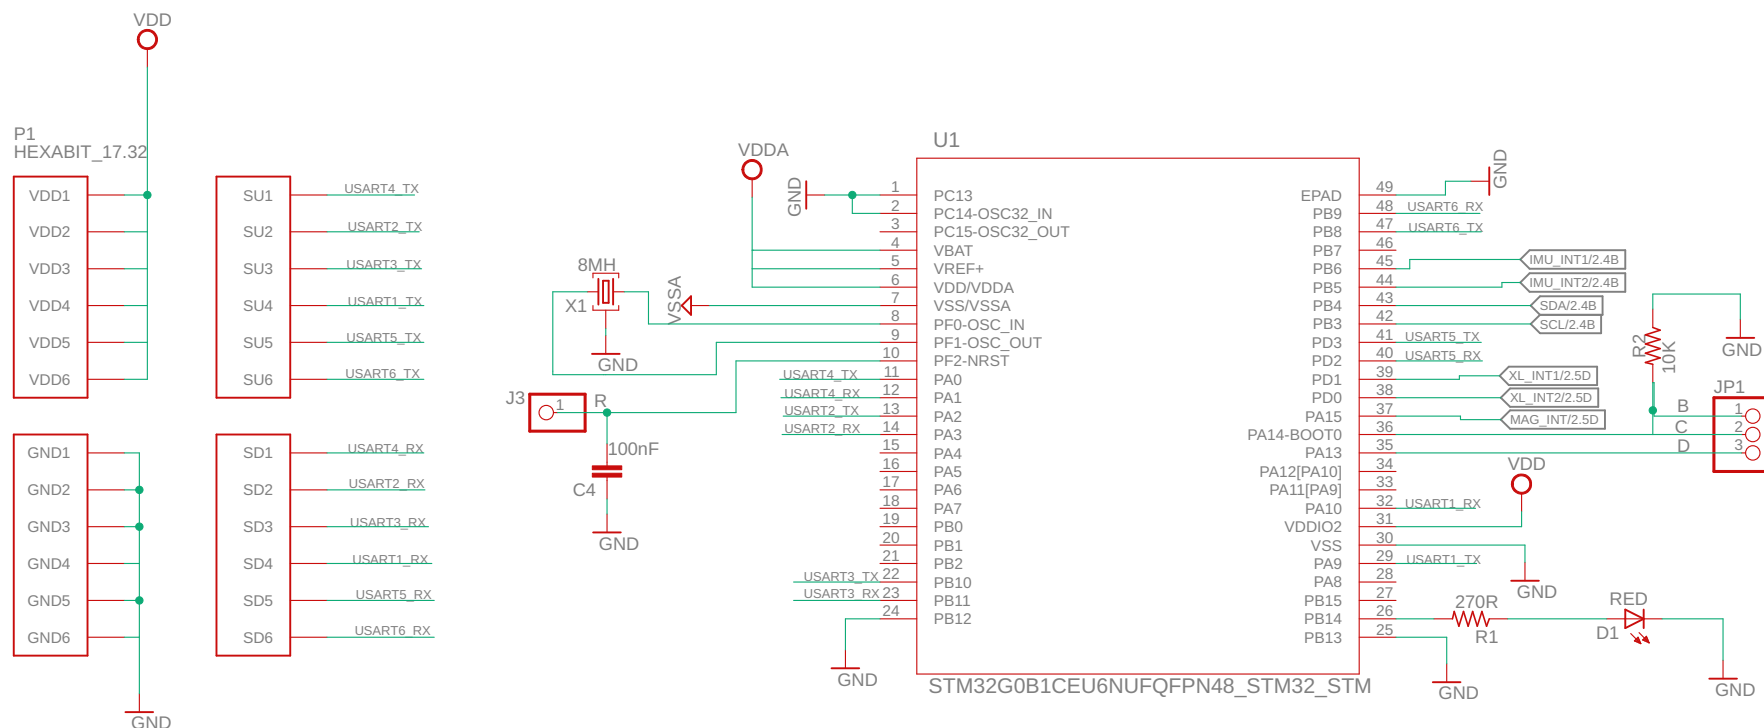 VDD
P1
HEXABIT_17.32
VDD1
VDD2
VDD3
VDD4
VDD5
VDD6
SU1 USART4_TX
SU2 USART2_TX
SU3 USART3_TX
SU4 USART1_TX
SU5 USART5_TX
SU6 USART6_TX
GND1
GND2
GND3
GND4
GND5
GND6
GND
SD1 USART4_RX
SD2 USART2_RX
SD3 USART3_RX
SD4 USART1_RX
SD5 USART5_RX
SD6 USART6_RX
8MH
X1
GND
J3
1
R
100nF
C4
GND
VDDA
GND
VSSA
U1
1 PC13
2 PC14-OSC32_IN
3 PC15-OSC32_OUT
4 VBAT
5 VREF+
6 VDD/VDDA
7 VSS/VSSA
8 PF0-OSC_IN
9 PF1-OSC_OUT
10 PF2-NRST
USART4_TX 11 PA0
USART4_RX 12 PA1
USART2_TX 13 PA2
USART2_RX 14 PA3
15 PA4
16 PA5
17 PA6
18 PA7
19 PB0
20 PB1
21 PB2
USART3_TX 22 PB10
USART3_RX 23 PB11
24 PB12
GND
EPAD 49
GND
PB9 48 USART6_RX
PB8 47 USART6_TX
PB7 46
PB6 45 IMU_INT1/2.4B
PB5 44 IMU_INT2/2.4B
PB4 43 SDA/2.4B
PB3 42 SCL/2.4B
PD3 41 USART5_TX
PD2 40 USART5_RX
PD1 39 XL_INT1/2.5D
PD0 38 XL_INT2/2.5D
PA15 37 MAG_INT/2.5D
PA14-BOOT0 36
PA13 35
PA12[PA10] 34
PA11[PA9] 33
PA10 32 USART1_RX
VDDIO2 31
VSS 30
PA9 29 USART1_TX
PA8 28
PB15 27
PB14 26
PB13 25
STM32G0B1CEU6NUFQFPN48_STM32_STM
R2
10K
GND
JP1
B 1
C 2
D 3
VDD
GND
270R
R1
RED
D1
GND
GND